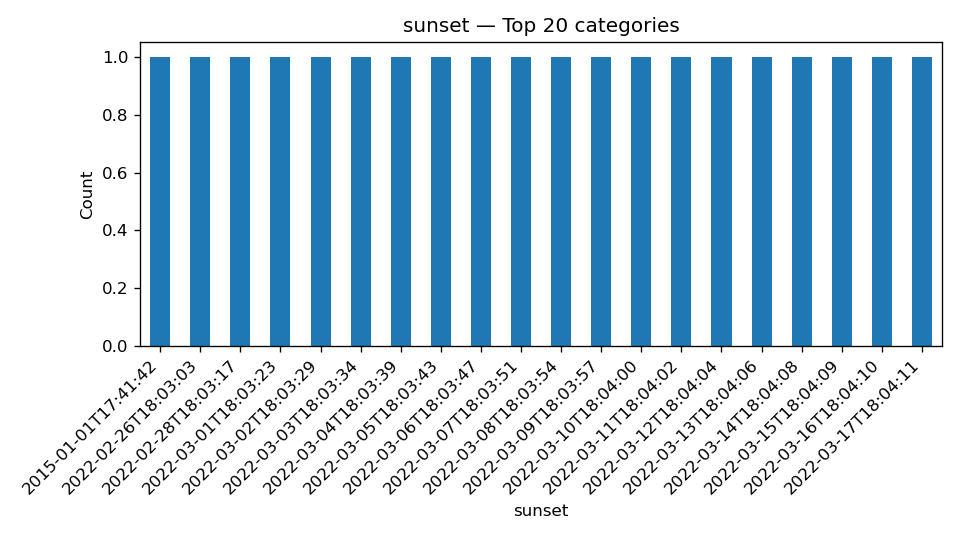 sunset — Top 20 categories
Count
1.0
0.8
0.6
0.4
0.2
0.0
2015-01-01T17:41:42
2022-02-26T18:03:03
2022-02-28T18:03:17
2022-03-01T18:03:23
2022-03-02T18:03:29
2022-03-03T18:03:34
2022-03-04T18:03:39
2022-03-05T18:03:43
2022-03-06T18:03:47
2022-03-07T18:03:51
2022-03-08T18:03:54
2022-03-09T18:03:57
2022-03-10T18:04:00
2022-03-11T18:04:02
2022-03-12T18:04:04
2022-03-13T18:04:06
2022-03-14T18:04:08
2022-03-15T18:04:09
2022-03-16T18:04:10
2022-03-17T18:04:11
sunset